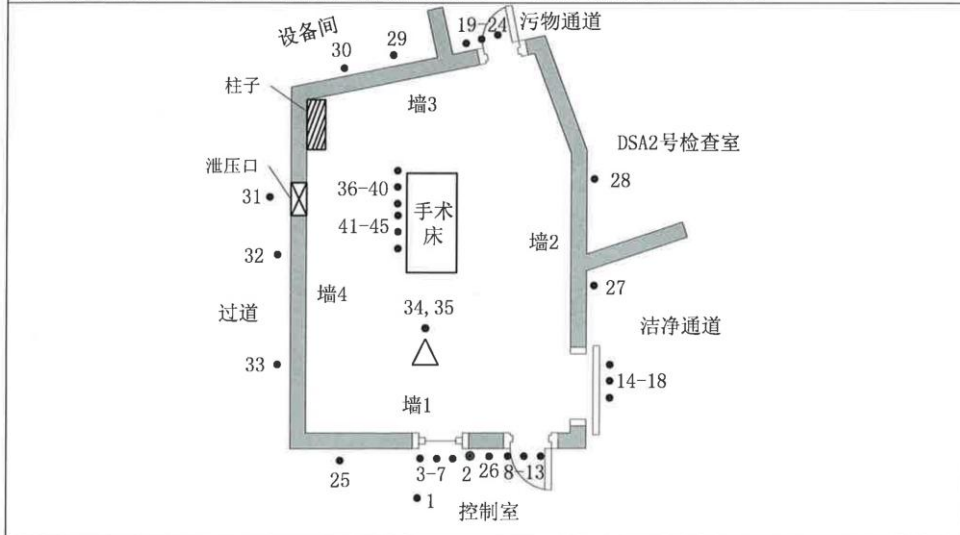 设备间
30
29
19-24
污物通道
柱子
墙3
DSA2号检查室
泄压口
28
31
36-40
手术
床
41-45
墙2
32
墙4
27
过道
34,35
洁净通道
33
14-18
墙1
25
3-7
2
26
8-13
1
控制室